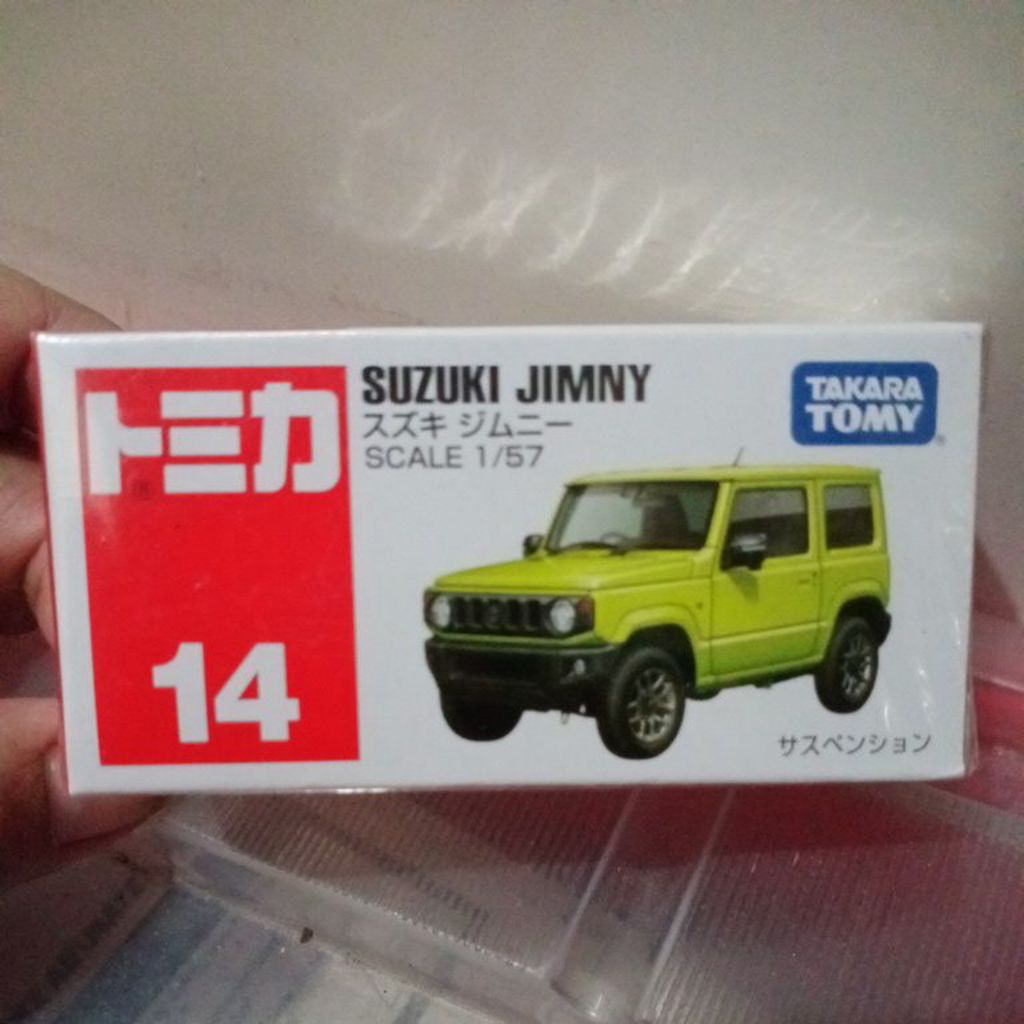 トミカ
14
SUZUKI JIMNY
スズキ ジムニー
SCALE 1/57
TAKARA
TOMY
サスペンション